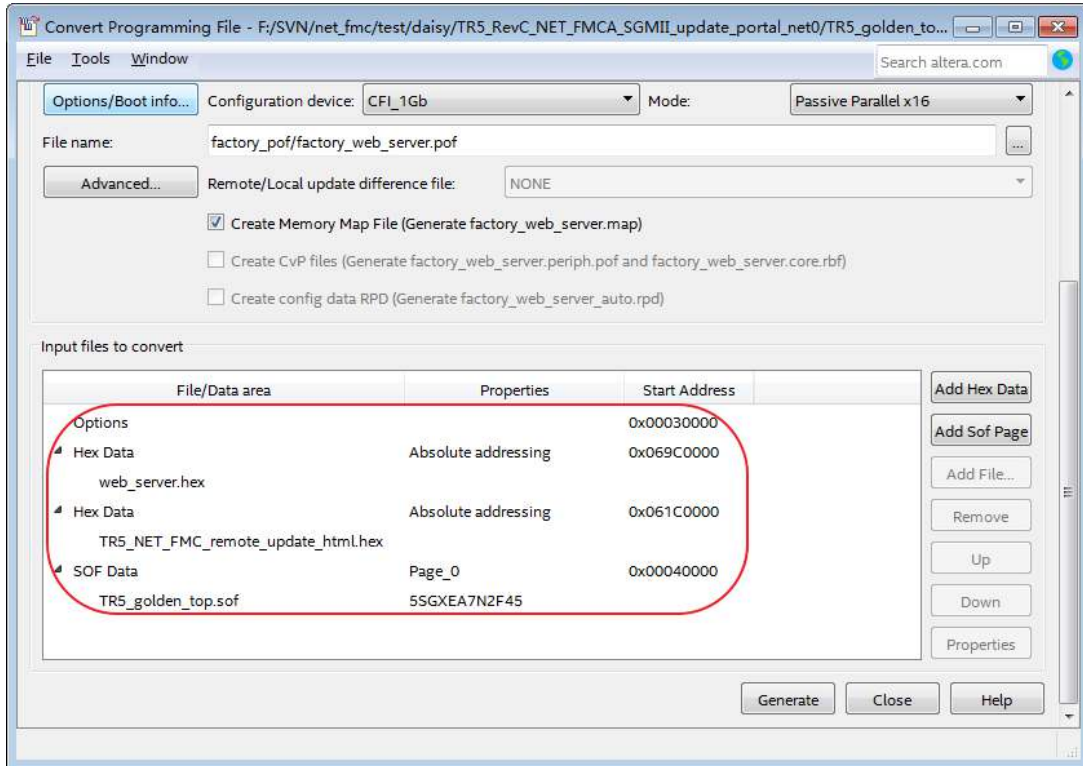 Convert Programming File - F:/SVN/net_fmc/test/daisy/TR5_RevC_NET_FMCA_SGMII_update_portal_net0/TR5_golden_to...
File Tools Window Search altera.com
Options/Boot info... Configuration device: CFI_1Gb Mode: Passive Parallel x16
File name: factory_pof/factory_web_server.pof ...
Advanced... Remote/Local update difference file: NONE
Create Memory Map File (Generate factory_web_server.map)
Create CvP files (Generate factory_web_server.periph.pof and factory_web_server.core.rbf)
Create config data RPD (Generate factory_web_server_auto.rpd)
Input files to convert
File/Data area Properties Start Address Add Hex Data
Options 0x00030000 Add Sof Page
Hex Data Absolute addressing 0x069C0000
web_server.hex Add File...
Hex Data Absolute addressing 0x061C0000 Remove
TR5_NET_FMC_remote_update_html.hex
SOF Data Page_0 0x00040000 Up
TR5_golden_top.sof 5SGXEA7N2F45 Down
Properties
Generate Close Help